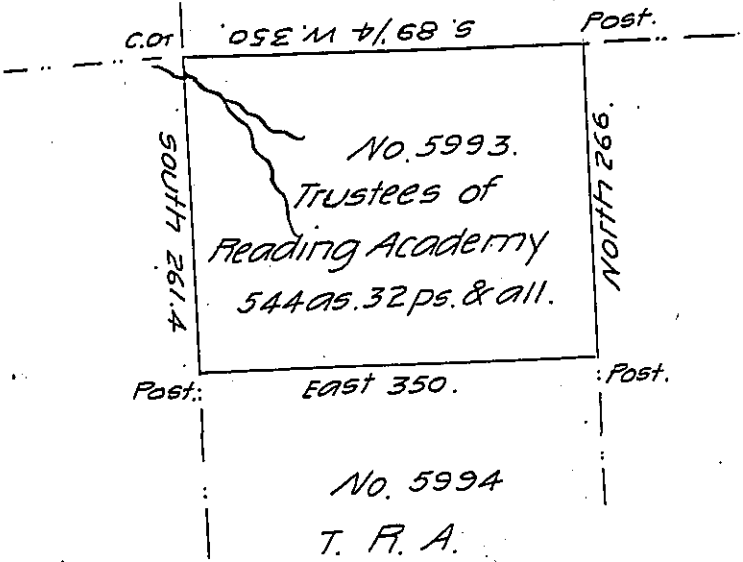 S. 89 1/4 W. 350.
C.OT
Post.
South 261.4
North 266.
No. 5993.
Trustees of
Reading Academy
544as. 32ps. & all.
Post.
East 350.
Post.
No. 5994
T. R. A.